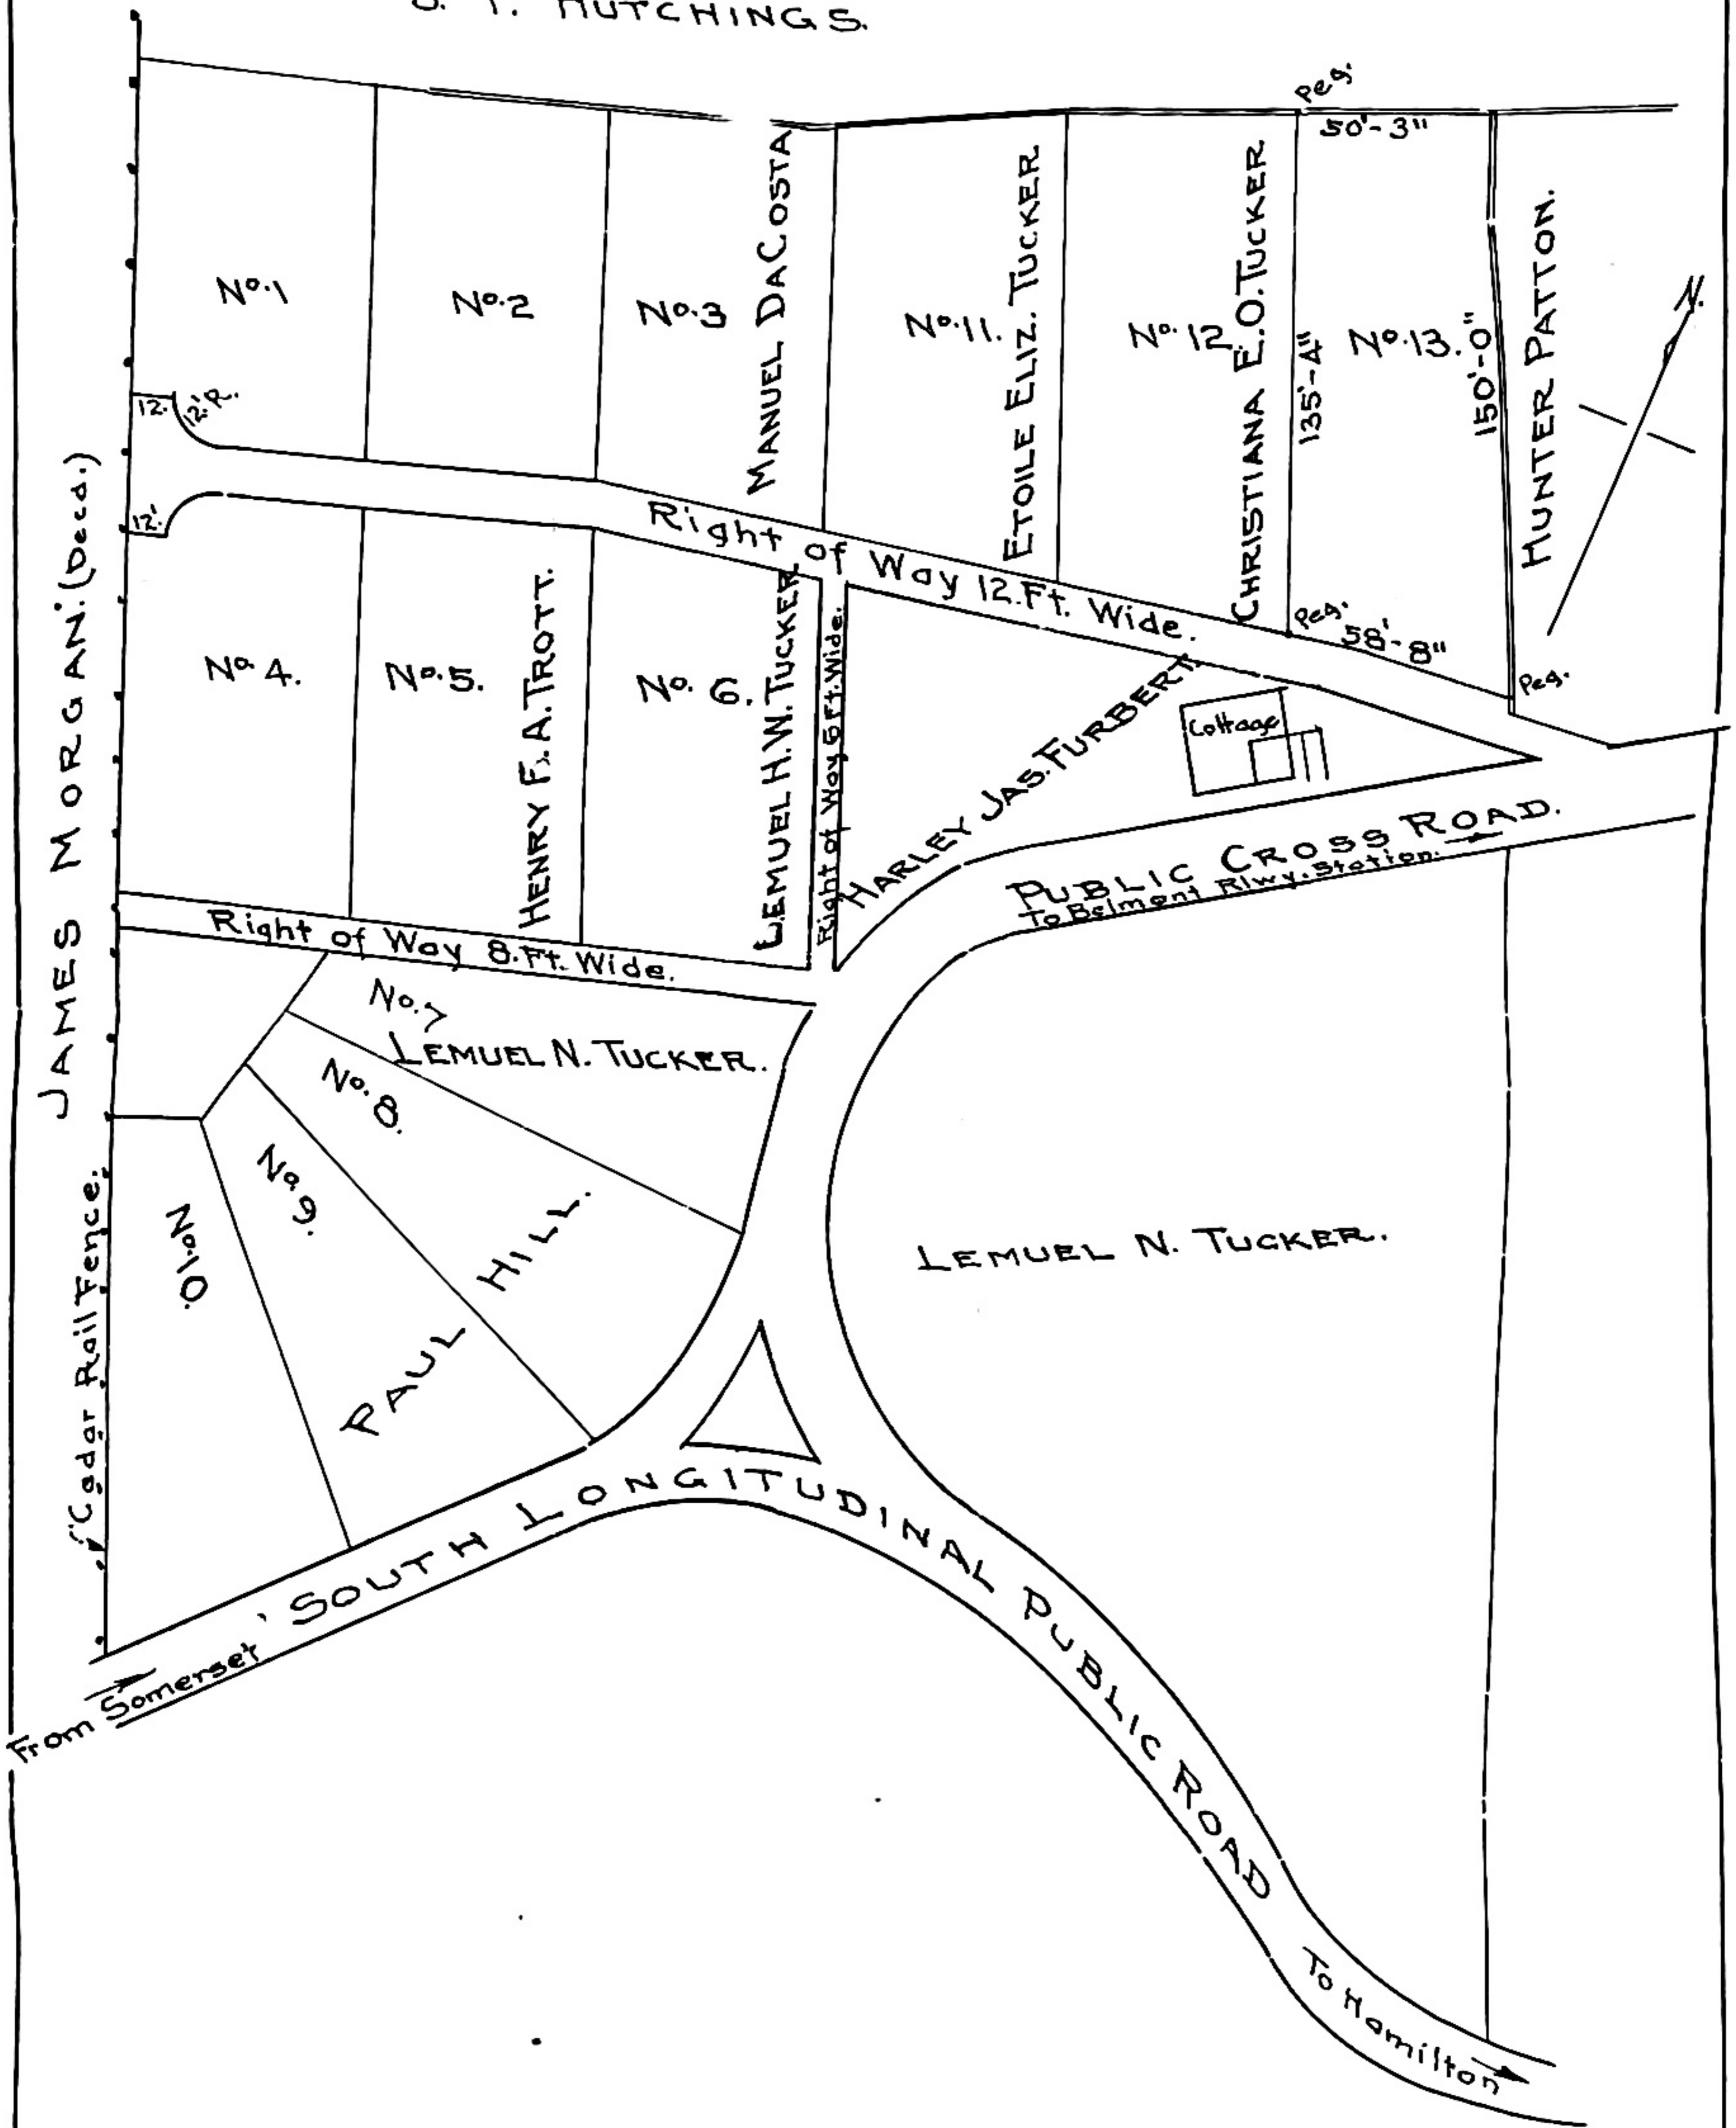 HUTCHINGS.
Peg.
50'-3"
No. 1
No. 2
No. 3
MANUEL DACOSTA
No. 11.
ETOILE ELIZ. TUCKER
No. 12
CHRISTIANA E.O. TUCKER
135'-4"
No. 13.
150'-0"
HUNTER PATTON.
N.
12.
12' R.
12'
Right of Way 12. Ft. Wide.
Peg.
58'-8"
Peg.
JAMES MORGAN. (Decd.)
No. 4.
No. 5.
HENRY F. A. TROTT.
No. 6.
LEMUEL H.W. TUCKER
Right of Way 5 Ft. Wide.
HARLEY JAS. FURBERT.
Cottage
PUBLIC CROSS ROAD.
To Belmont Rlwy. Station.
Right of Way 8. Ft. Wide.
No. 7
LEMUEL N. TUCKER.
No. 8.
No. 9.
No. 10.
PAUL HILL.
Cedar Rail Fence.
LEMUEL N. TUCKER.
SOUTH LONGITUDINAL PUBLIC ROAD
From Somerset
To Hamilton